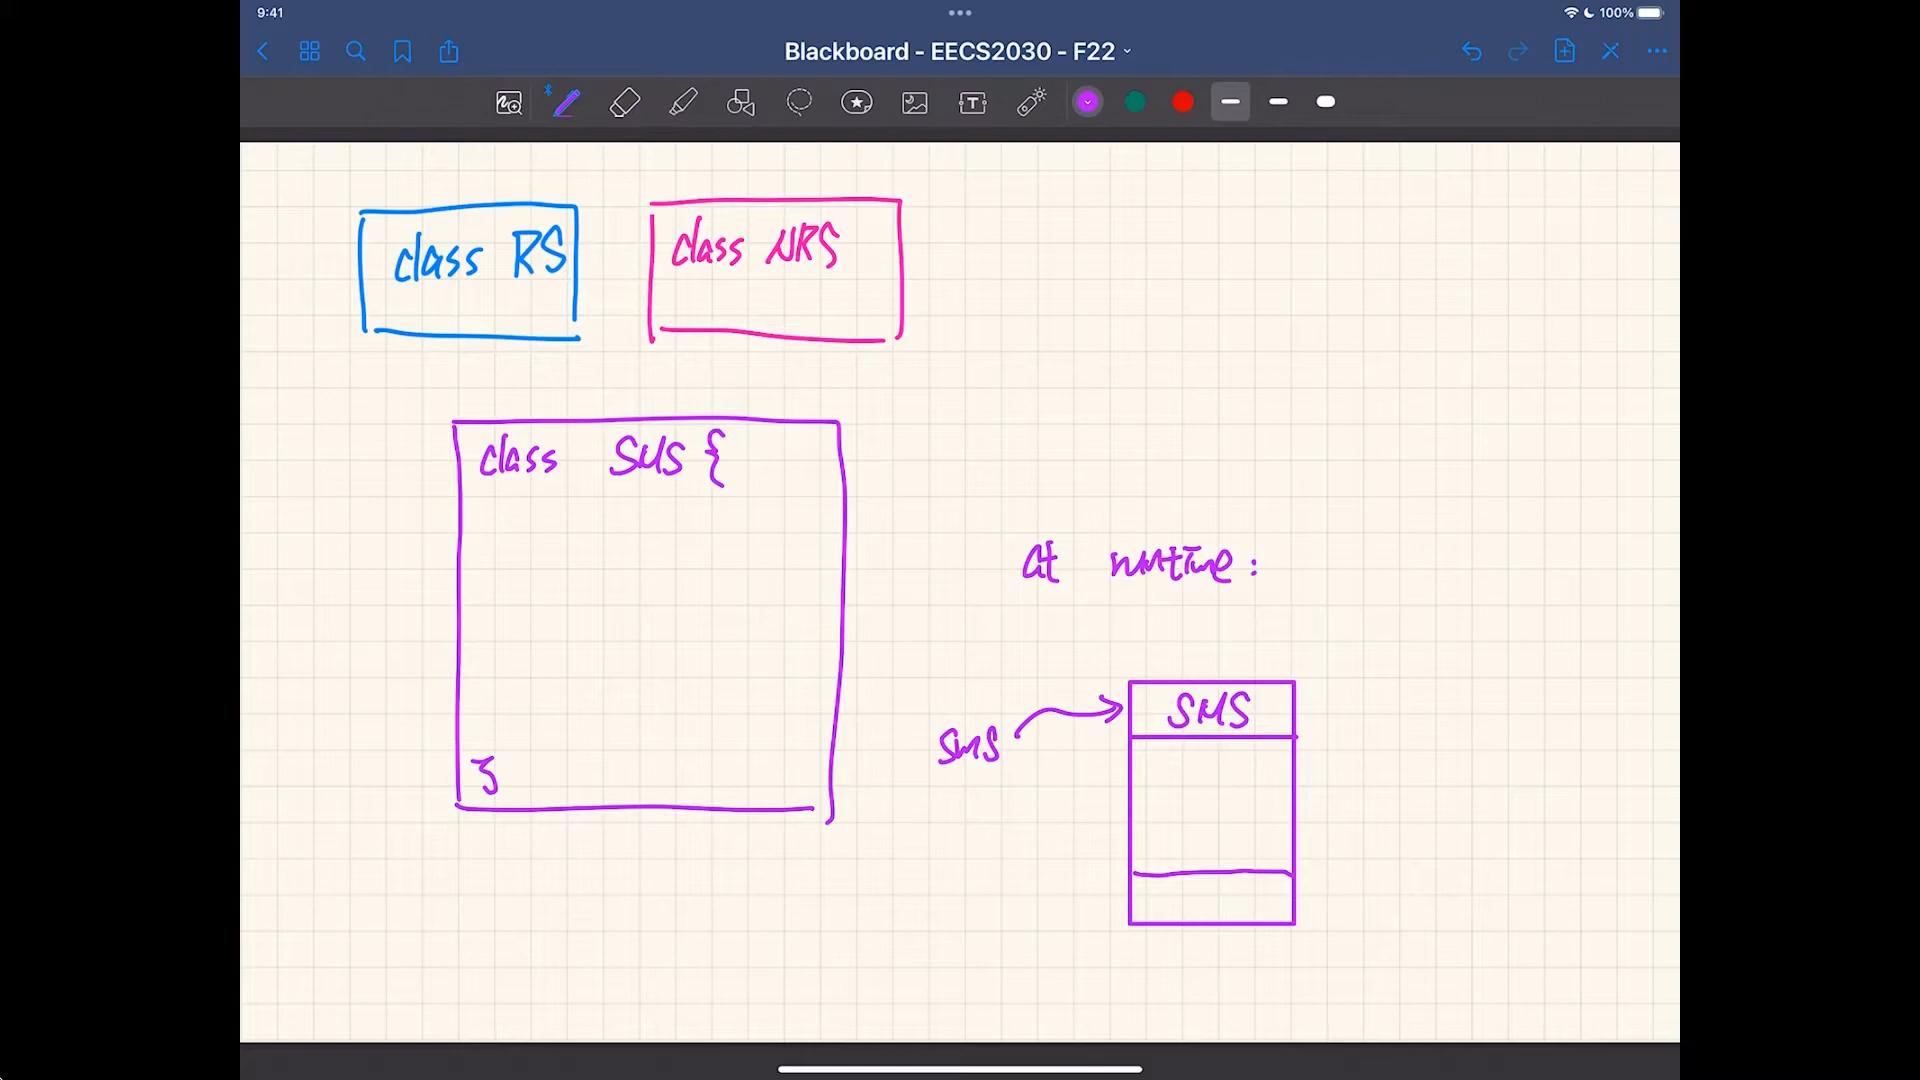 9:41
100%
Blackboard - EECS2030 - F22
class RS
class NRS
class SMS {
}
at runtime:
sms
SMS